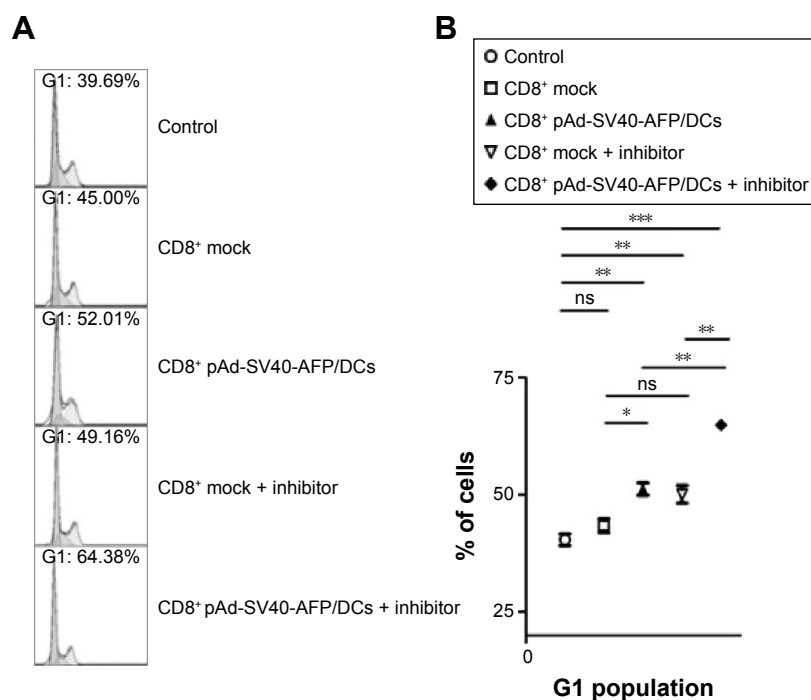 A
G1: 39.69%
Control
G1: 45.00%
CD8⁺ mock
G1: 52.01%
CD8⁺ pAd-SV40-AFP/DCs
G1: 49.16%
CD8⁺ mock + inhibitor
G1: 64.38%
CD8⁺ pAd-SV40-AFP/DCs + inhibitor
B
Control
CD8⁺ mock
CD8⁺ pAd-SV40-AFP/DCs
CD8⁺ mock + inhibitor
CD8⁺ pAd-SV40-AFP/DCs + inhibitor
***
**
**
ns
**
**
ns
*
75
50
25
0
% of cells
G1 population